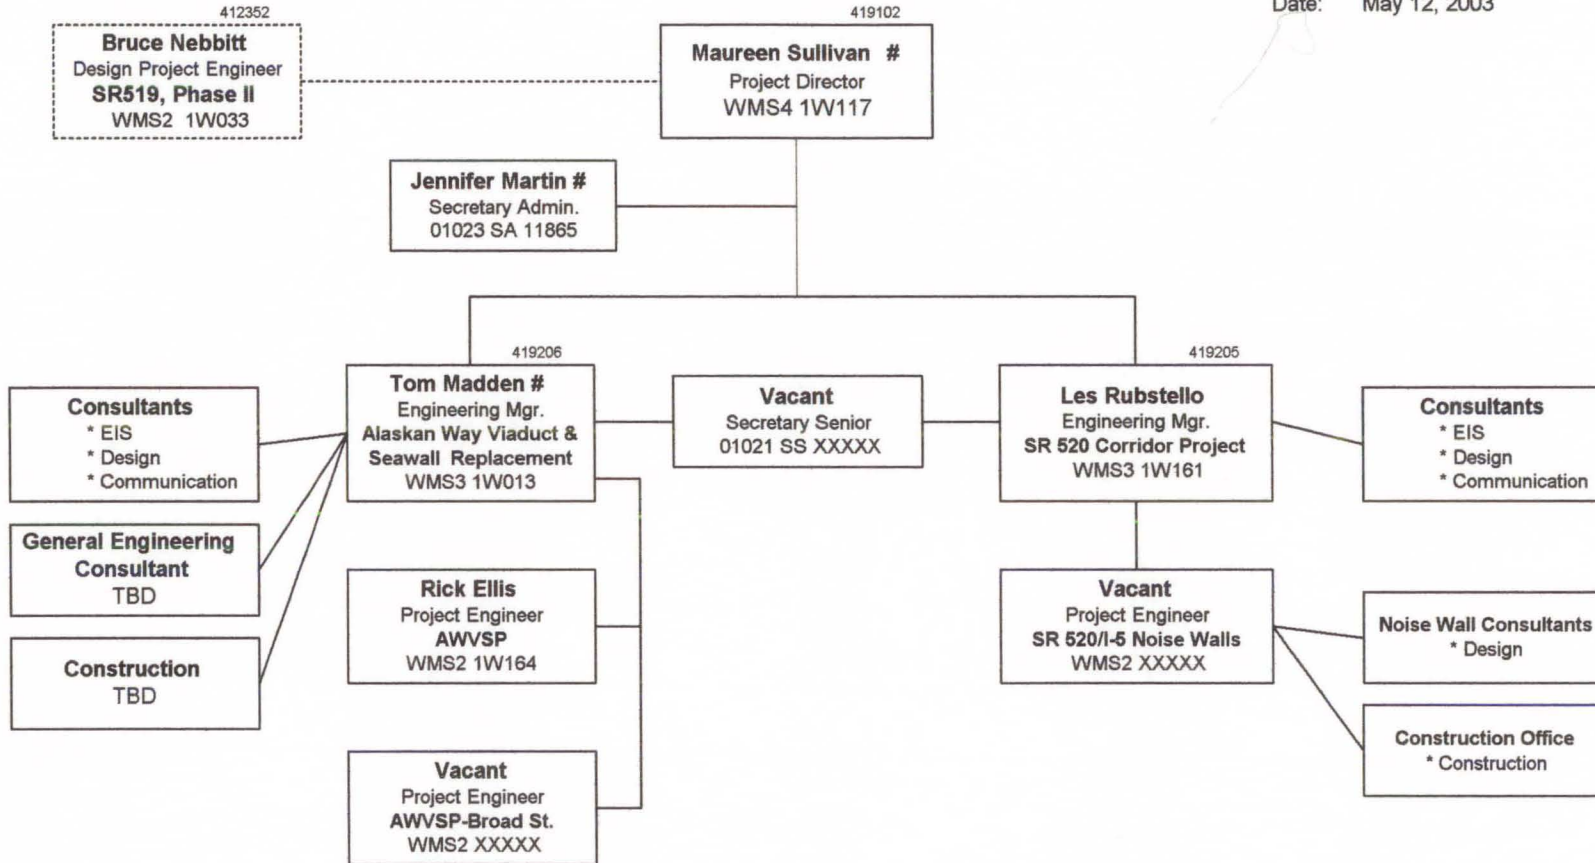 Date: May 12, 2003
412352
Bruce Nebbitt
Design Project Engineer
SR519, Phase II
WMS2 1W033
419102
Maureen Sullivan #
Project Director
WMS4 1W117
Jennifer Martin #
Secretary Admin.
01023 SA 11865
419206
Tom Madden #
Engineering Mgr.
Alaskan Way Viaduct &
Seawall Replacement
WMS3 1W013
Vacant
Secretary Senior
01021 SS XXXXX
419205
Les Rubstello
Engineering Mgr.
SR 520 Corridor Project
WMS3 1W161
Consultants
* EIS
* Design
* Communication
Consultants
* EIS
* Design
* Communication
General Engineering
Consultant
TBD
Construction
TBD
Rick Ellis
Project Engineer
AWVSP
WMS2 1W164
Vacant
Project Engineer
AWVSP-Broad St.
WMS2 XXXXX
Vacant
Project Engineer
SR 520/I-5 Noise Walls
WMS2 XXXXX
Noise Wall Consultants
* Design
Construction Office
* Construction